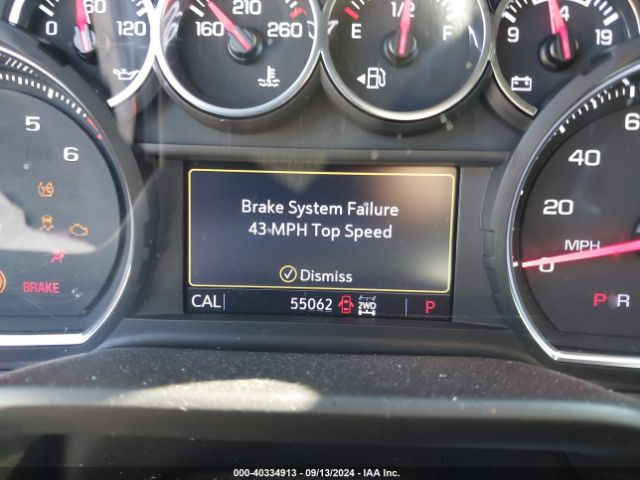 0 60 120
160 210 260
E 1/2 F
9 14 19
5
6
BRAKE
Brake System Failure
43 MPH Top Speed
Dismiss
CAL 55062 2WD P
40
20
0
MPH
P R
000-40334913 - 09/13/2024 - IAA Inc.